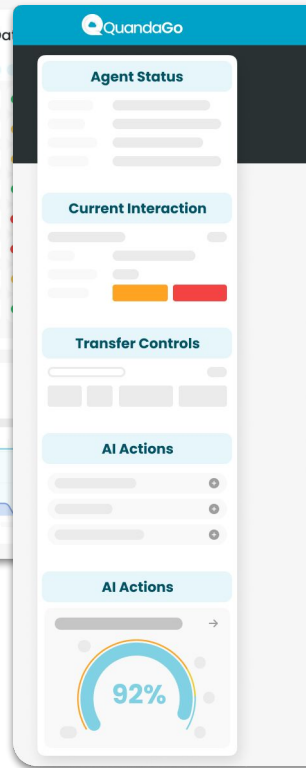 QuandaGo
Agent Status
Current Interaction
Transfer Controls
AI Actions
AI Actions
92%